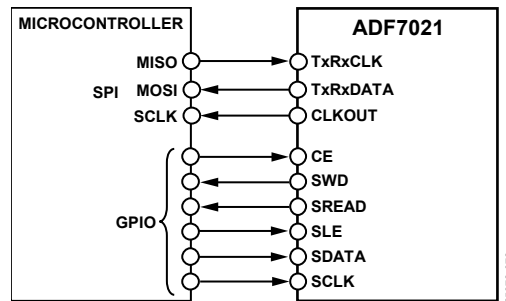 MICROCONTROLLER
ADF7021
MISO
TxRxCLK
SPI
MOSI
TxRxDATA
SCLK
CLKOUT
CE
SWD
SREAD
GPIO
SLE
SDATA
SCLK